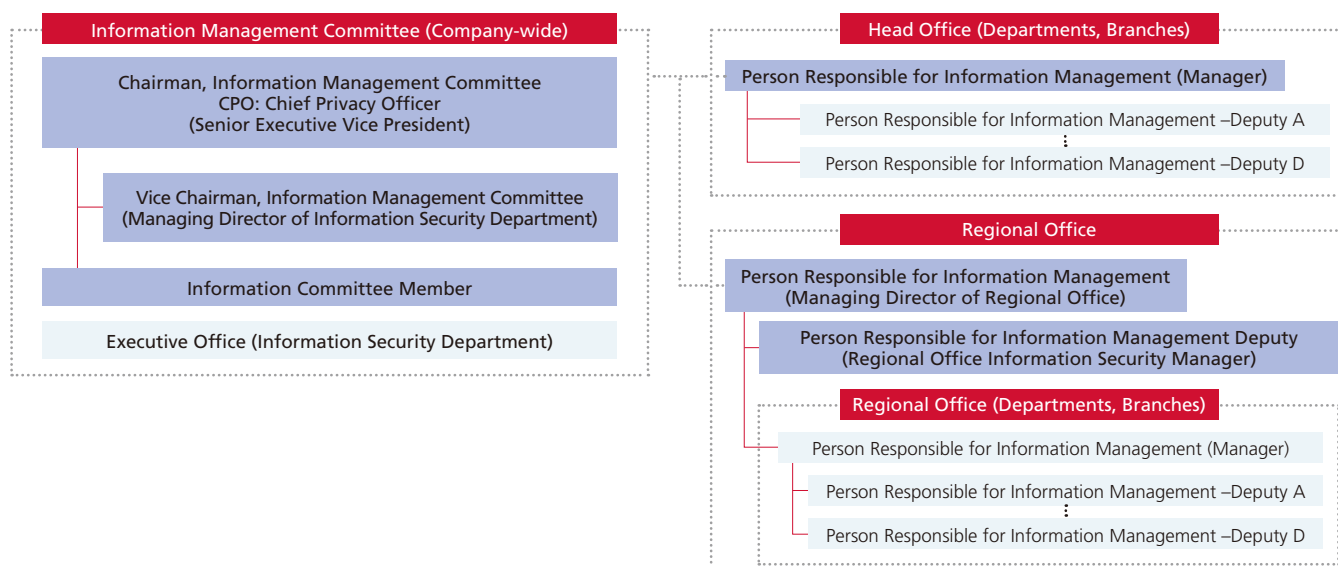 Information Management Committee (Company-wide)
Chairman, Information Management Committee
CPO: Chief Privacy Officer
(Senior Executive Vice President)
Vice Chairman, Information Management Committee
(Managing Director of Information Security Department)
Information Committee Member
Executive Office (Information Security Department)
Head Office (Departments, Branches)
Person Responsible for Information Management (Manager)
Person Responsible for Information Management –Deputy A
Person Responsible for Information Management –Deputy D
Regional Office
Person Responsible for Information Management
(Managing Director of Regional Office)
Person Responsible for Information Management Deputy
(Regional Office Information Security Manager)
Regional Office (Departments, Branches)
Person Responsible for Information Management (Manager)
Person Responsible for Information Management –Deputy A
Person Responsible for Information Management –Deputy D